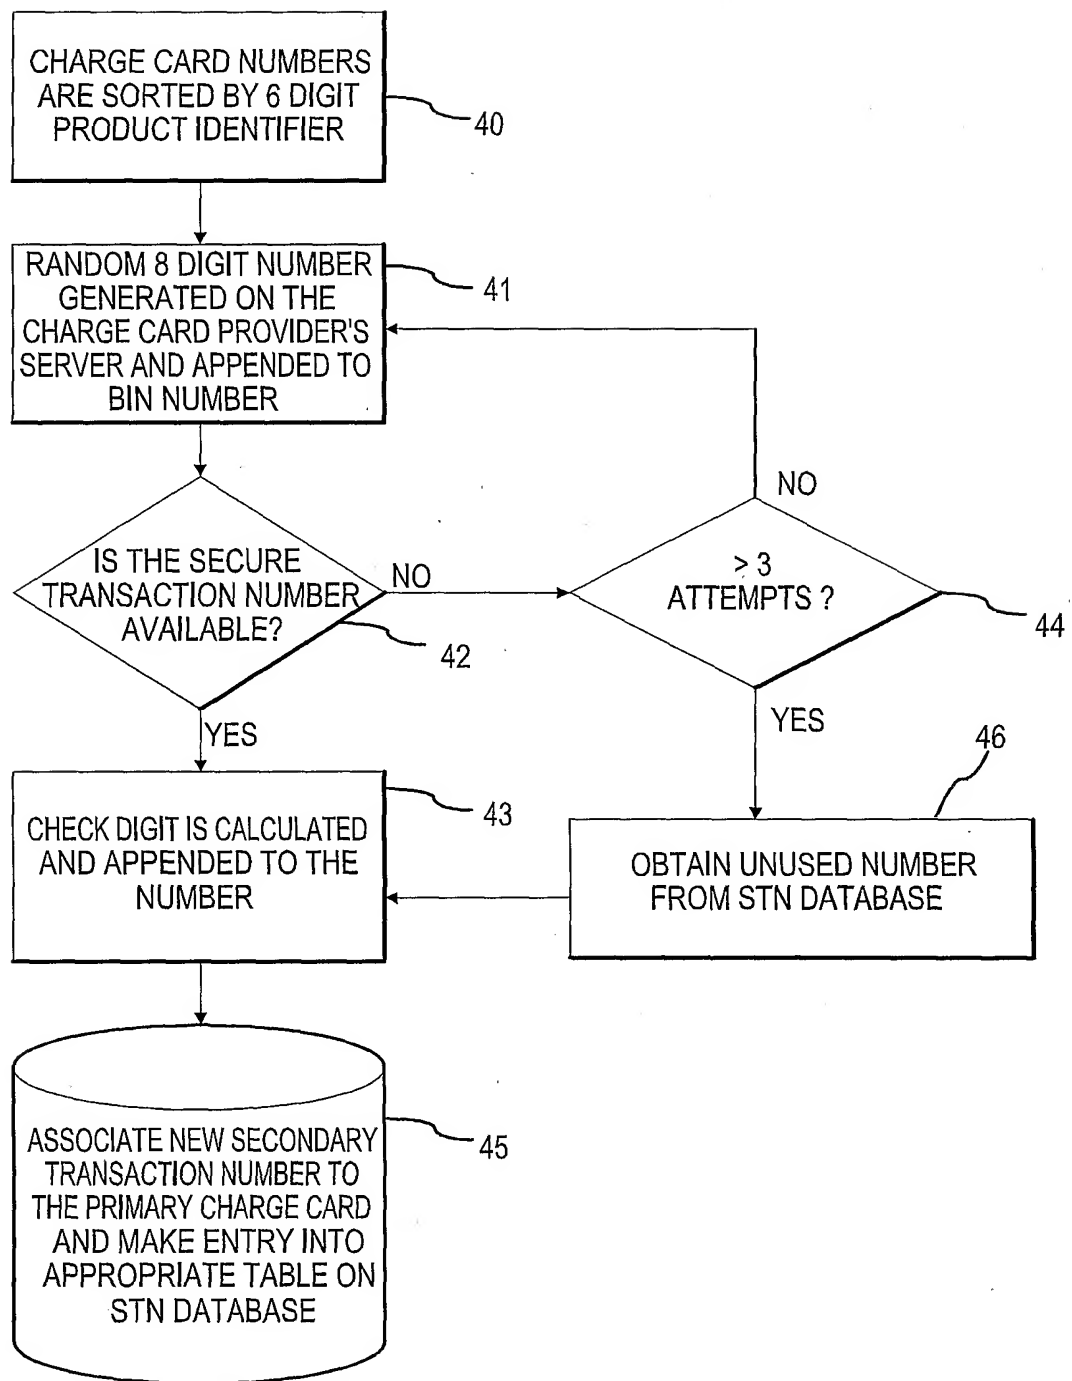 CHARGE CARD NUMBERS
ARE SORTED BY 6 DIGIT
PRODUCT IDENTIFIER
40
RANDOM 8 DIGIT NUMBER
GENERATED ON THE
CHARGE CARD PROVIDER'S
SERVER AND APPENDED TO
BIN NUMBER
41
IS THE SECURE
TRANSACTION NUMBER
AVAILABLE?
42
NO
> 3
ATTEMPTS ?
44
NO
YES
YES
CHECK DIGIT IS CALCULATED
AND APPENDED TO THE
NUMBER
43
46
OBTAIN UNUSED NUMBER
FROM STN DATABASE
ASSOCIATE NEW SECONDARY
TRANSACTION NUMBER TO
THE PRIMARY CHARGE CARD
AND MAKE ENTRY INTO
APPROPRIATE TABLE ON
STN DATABASE
45